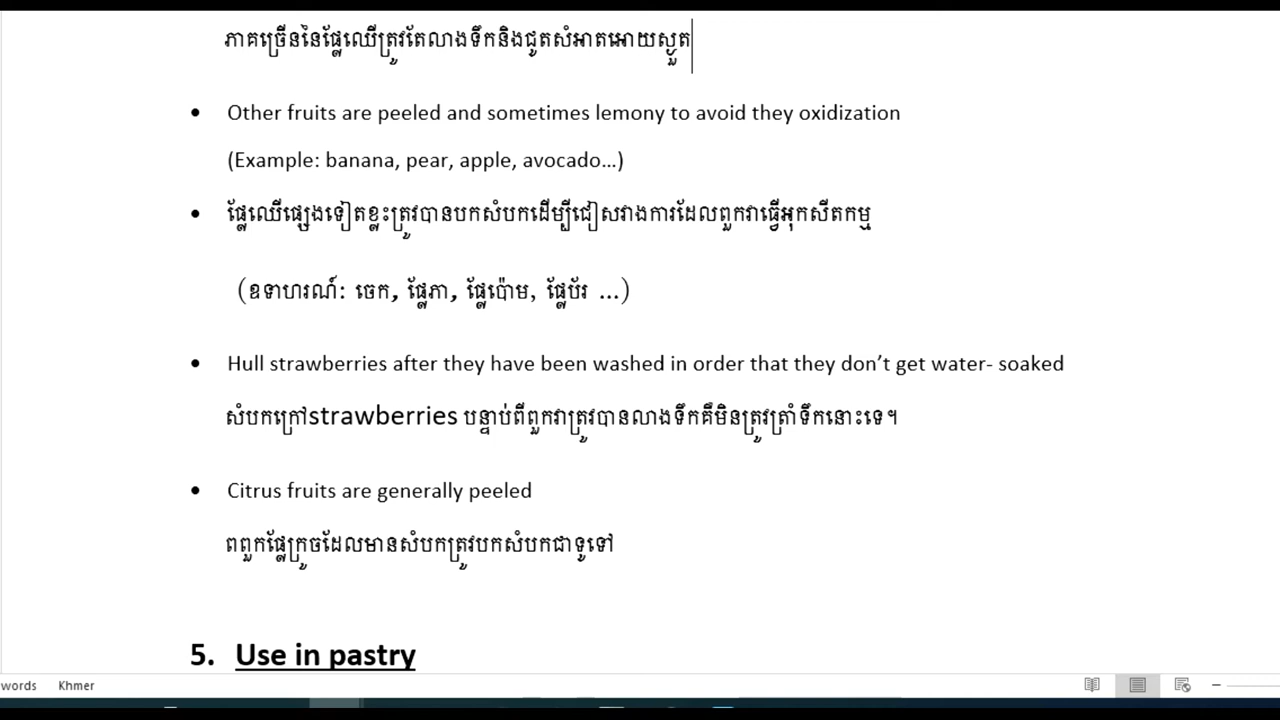 ភាគច្រើននៃផ្លែឈើត្រូវតែលាងទឹកនិងជូតសំអាតអោយស្ងួត
• Other fruits are peeled and sometimes lemony to avoid they oxidization
(Example: banana, pear, apple, avocado…)
• ផ្លែឈើផ្សេងទៀតខ្លះត្រូវបានបកសំបកដើម្បីជៀសវាងការដែលពួកវាធ្វើអុកស៊ីតកម្ម
(ឧទាហរណ៍: ចេក, ផ្លែភា, ផ្លែប៉ោម, ផ្លែប័រ ...)
• Hull strawberries after they have been washed in order that they don’t get water- soaked
សំបកក្រៅstrawberries បន្ទាប់ពីពួកវាត្រូវបានលាងទឹកគឺមិនត្រូវត្រាំទឹកនោះទេ។
• Citrus fruits are generally peeled
ពពួកផ្លែក្រូចដែលមានសំបកត្រូវបកសំបកជាទូទៅ
5. Use in pastry
words Khmer